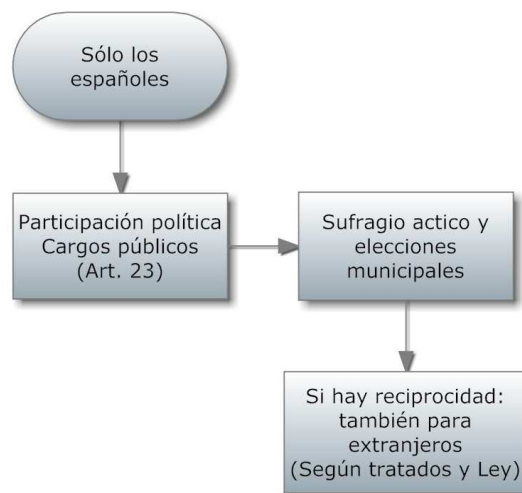 Sólo los
españoles
Participación política
Cargos públicos
(Art. 23)
Sufragio actico y
elecciones
municipales
Si hay reciprocidad:
también para
extranjeros
(Según tratados y Ley)